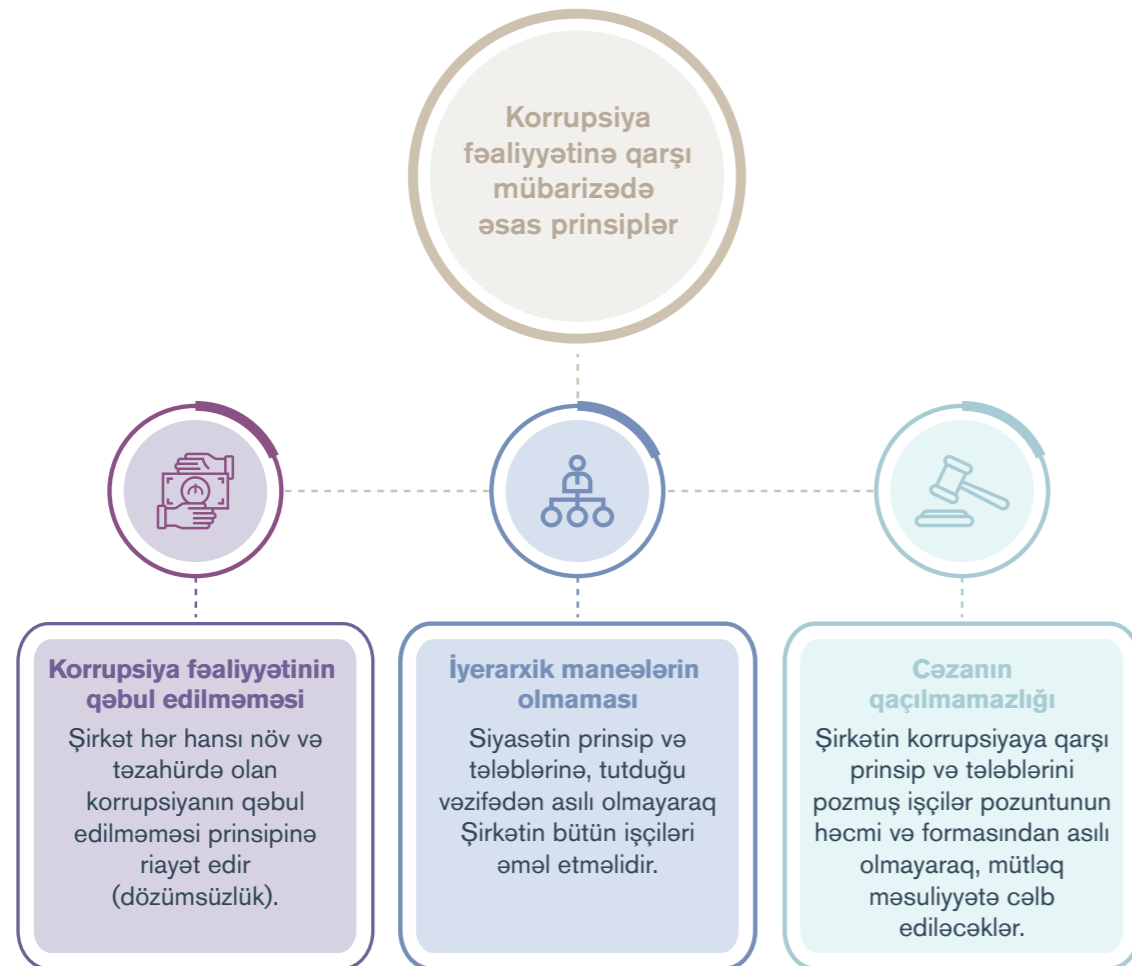 Korrupsiya
fəaliyyətinə qarşı
mübarizədə
əsas prinsiplər
Korrupsiya fəaliyyətinin
qəbul edilməməsi
Şirkət hər hansı növ və
təzahürdə olan
korrupsiyanın qəbul
edilməməsi prinsipinə
riayət edir
(dözümsüzlük).
İyerarxik maneələrin
olmaması
Siyasətin prinsip və
tələblərinə, tutduğu
vəzifədən asılı olmayaraq
Şirkətin bütün işçiləri
əməl etməlidir.
Cəzanın
qaçılmamazlığı
Şirkətin korrupsiyaya qarşı
prinsip və tələblərini
pozmuş işçilər pozuntunun
həcmi və formasından asılı
olmayaraq, mütləq
məsuliyyətə cəlb
ediləcəklər.